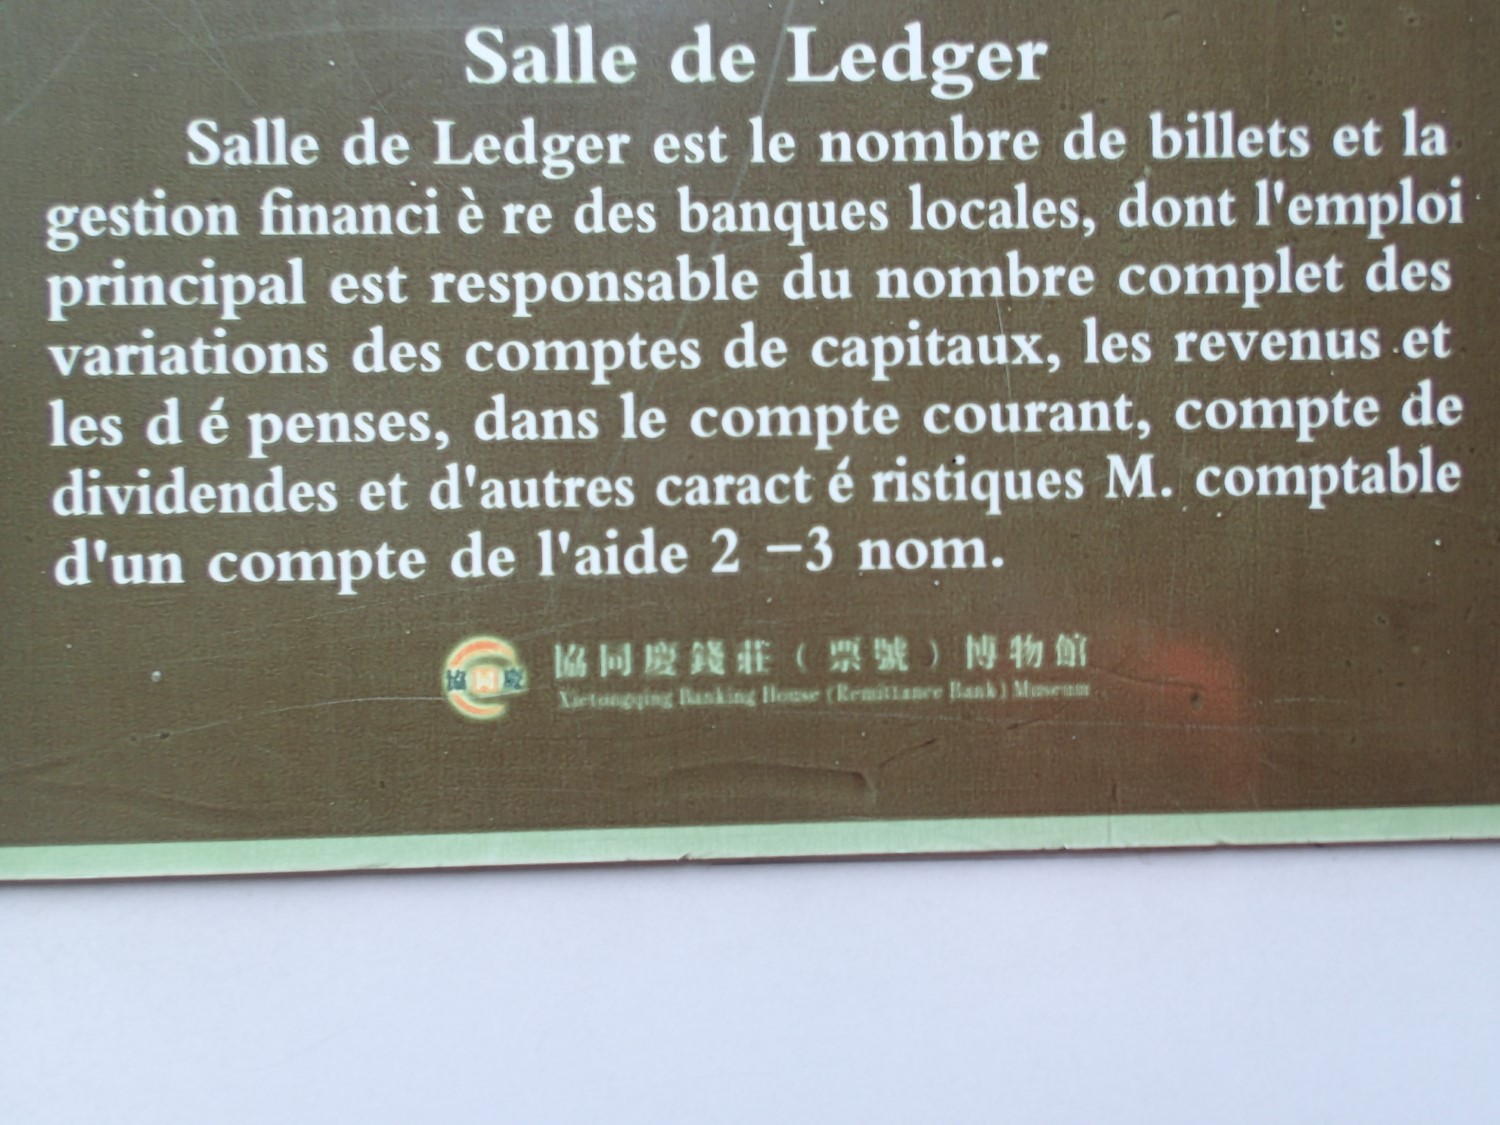 Salle de Ledger
Salle de Ledger est le nombre de billets et la
gestion financi è re des banques locales, dont l'emploi
principal est responsable du nombre complet des
variations des comptes de capitaux, les revenus et
les d é penses, dans le compte courant, compte de
dividendes et d'autres caract é ristiques M. comptable
d'un compte de l'aide 2 –3 nom.
協同慶
協同慶錢莊(票號)博物館
Xietongqing Banking House (Remittance Bank) Museum